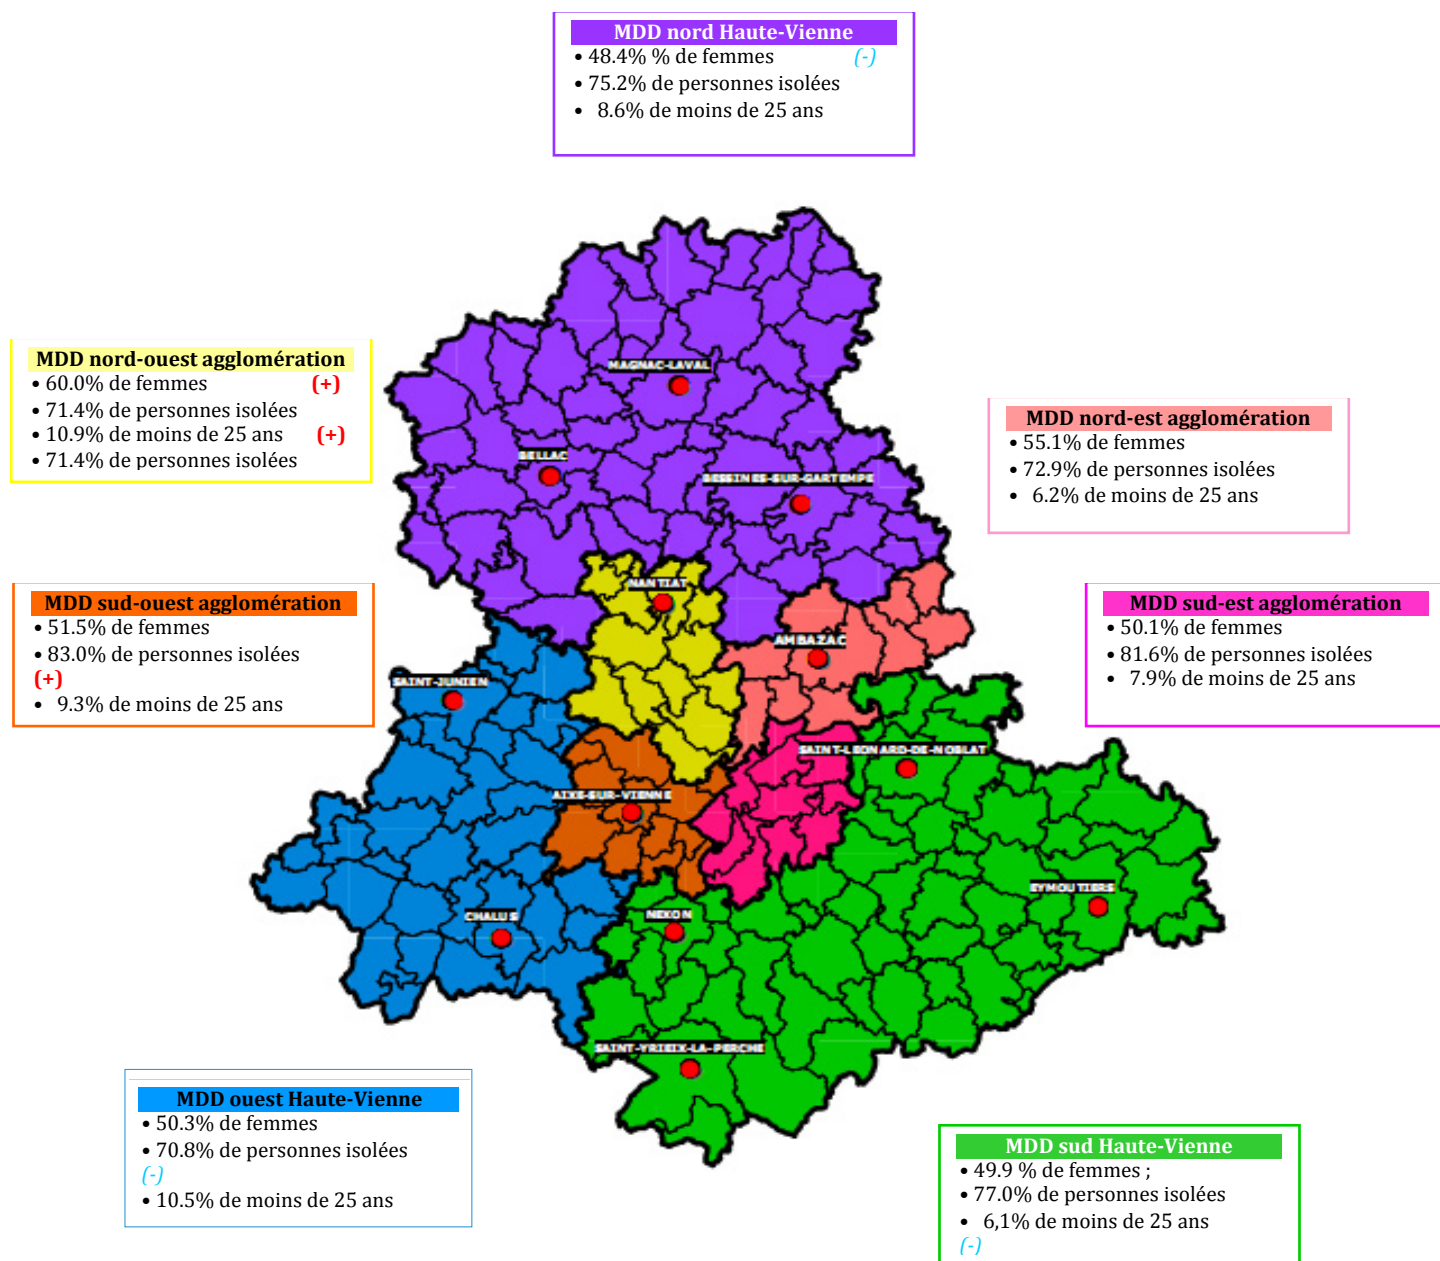 MDD nord Haute-Vienne
• 48.4% % de femmes (-)
• 75.2% de personnes isolées
• 8.6% de moins de 25 ans
MDD nord-ouest agglomération
• 60.0% de femmes (+)
• 71.4% de personnes isolées
• 10.9% de moins de 25 ans (+)
• 71.4% de personnes isolées
MDD nord-est agglomération
• 55.1% de femmes
• 72.9% de personnes isolées
• 6.2% de moins de 25 ans
MDD sud-ouest agglomération
• 51.5% de femmes
• 83.0% de personnes isolées
(+)
• 9.3% de moins de 25 ans
MDD sud-est agglomération
• 50.1% de femmes
• 81.6% de personnes isolées
• 7.9% de moins de 25 ans
MAGNAC-LAVAL
BELLAC
BESSINES-SUR-GARTEMPE
NANTIAT
AMBAZAC
SAINT-JUNIEN
SAINT-LEONARD-DE-NOBLAT
AIXE-SUR-VIENNE
EYMOUTIERS
CHALUS
NEXON
SAINT-YRIEIX-LA-PERCHE
MDD ouest Haute-Vienne
• 50.3% de femmes
• 70.8% de personnes isolées
(-)
• 10.5% de moins de 25 ans
MDD sud Haute-Vienne
• 49.9 % de femmes ;
• 77.0% de personnes isolées
• 6,1% de moins de 25 ans
(-)